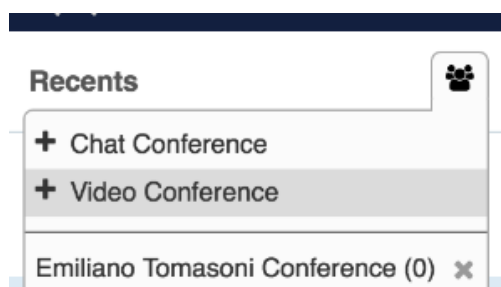 Recents
+ Chat Conference
+ Video Conference
Emiliano Tomasoni Conference (0) ×